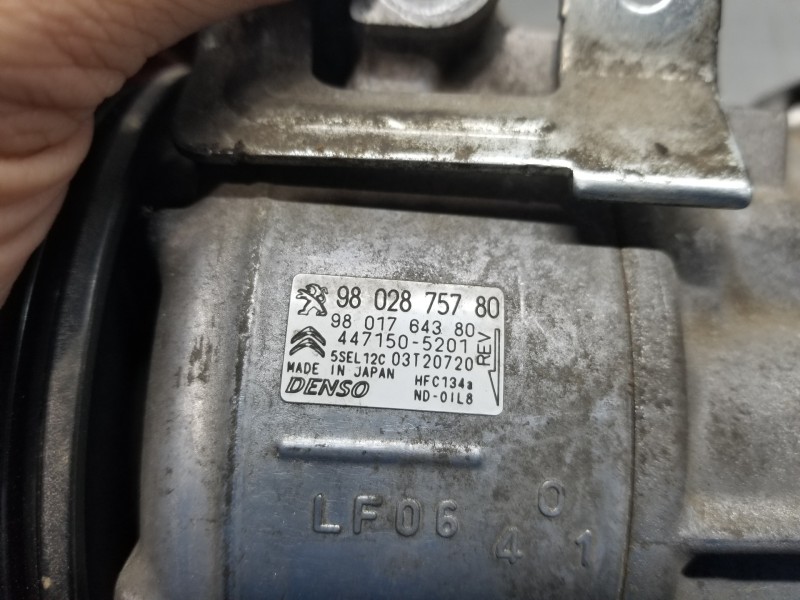 98 028 757 80
98 017 643 80
447150-5201
5SEL12C 03T20720
REV
MADE IN JAPAN
HFC134a
DENSO
ND-OIL8
LF06
0
4 1